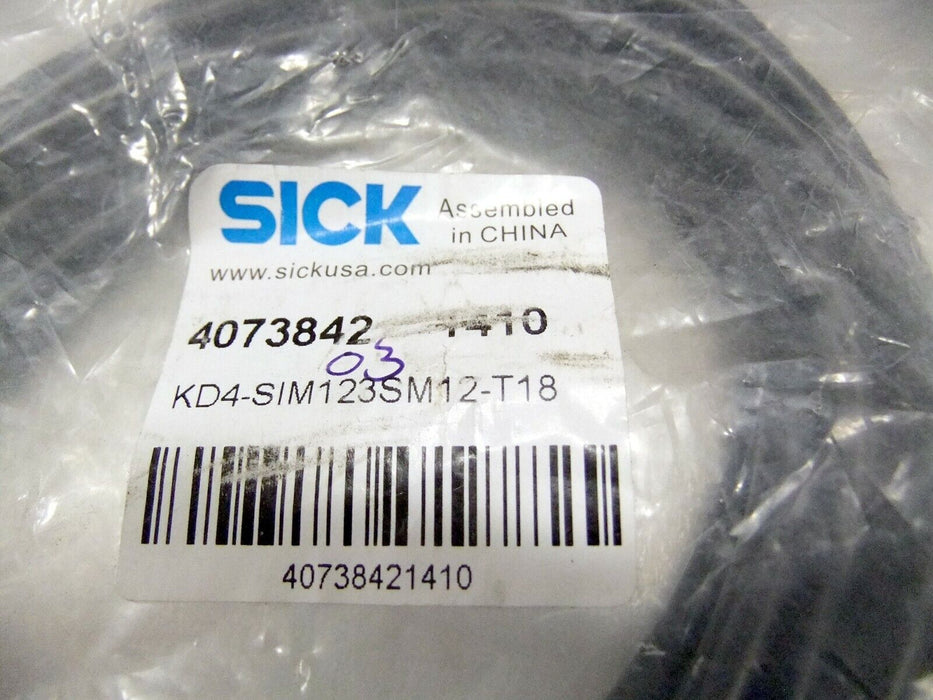 SICK Assembled
in CHINA
www.sickusa.com
4073842 1410
03
KD4-SIM123SM12-T18
40738421410